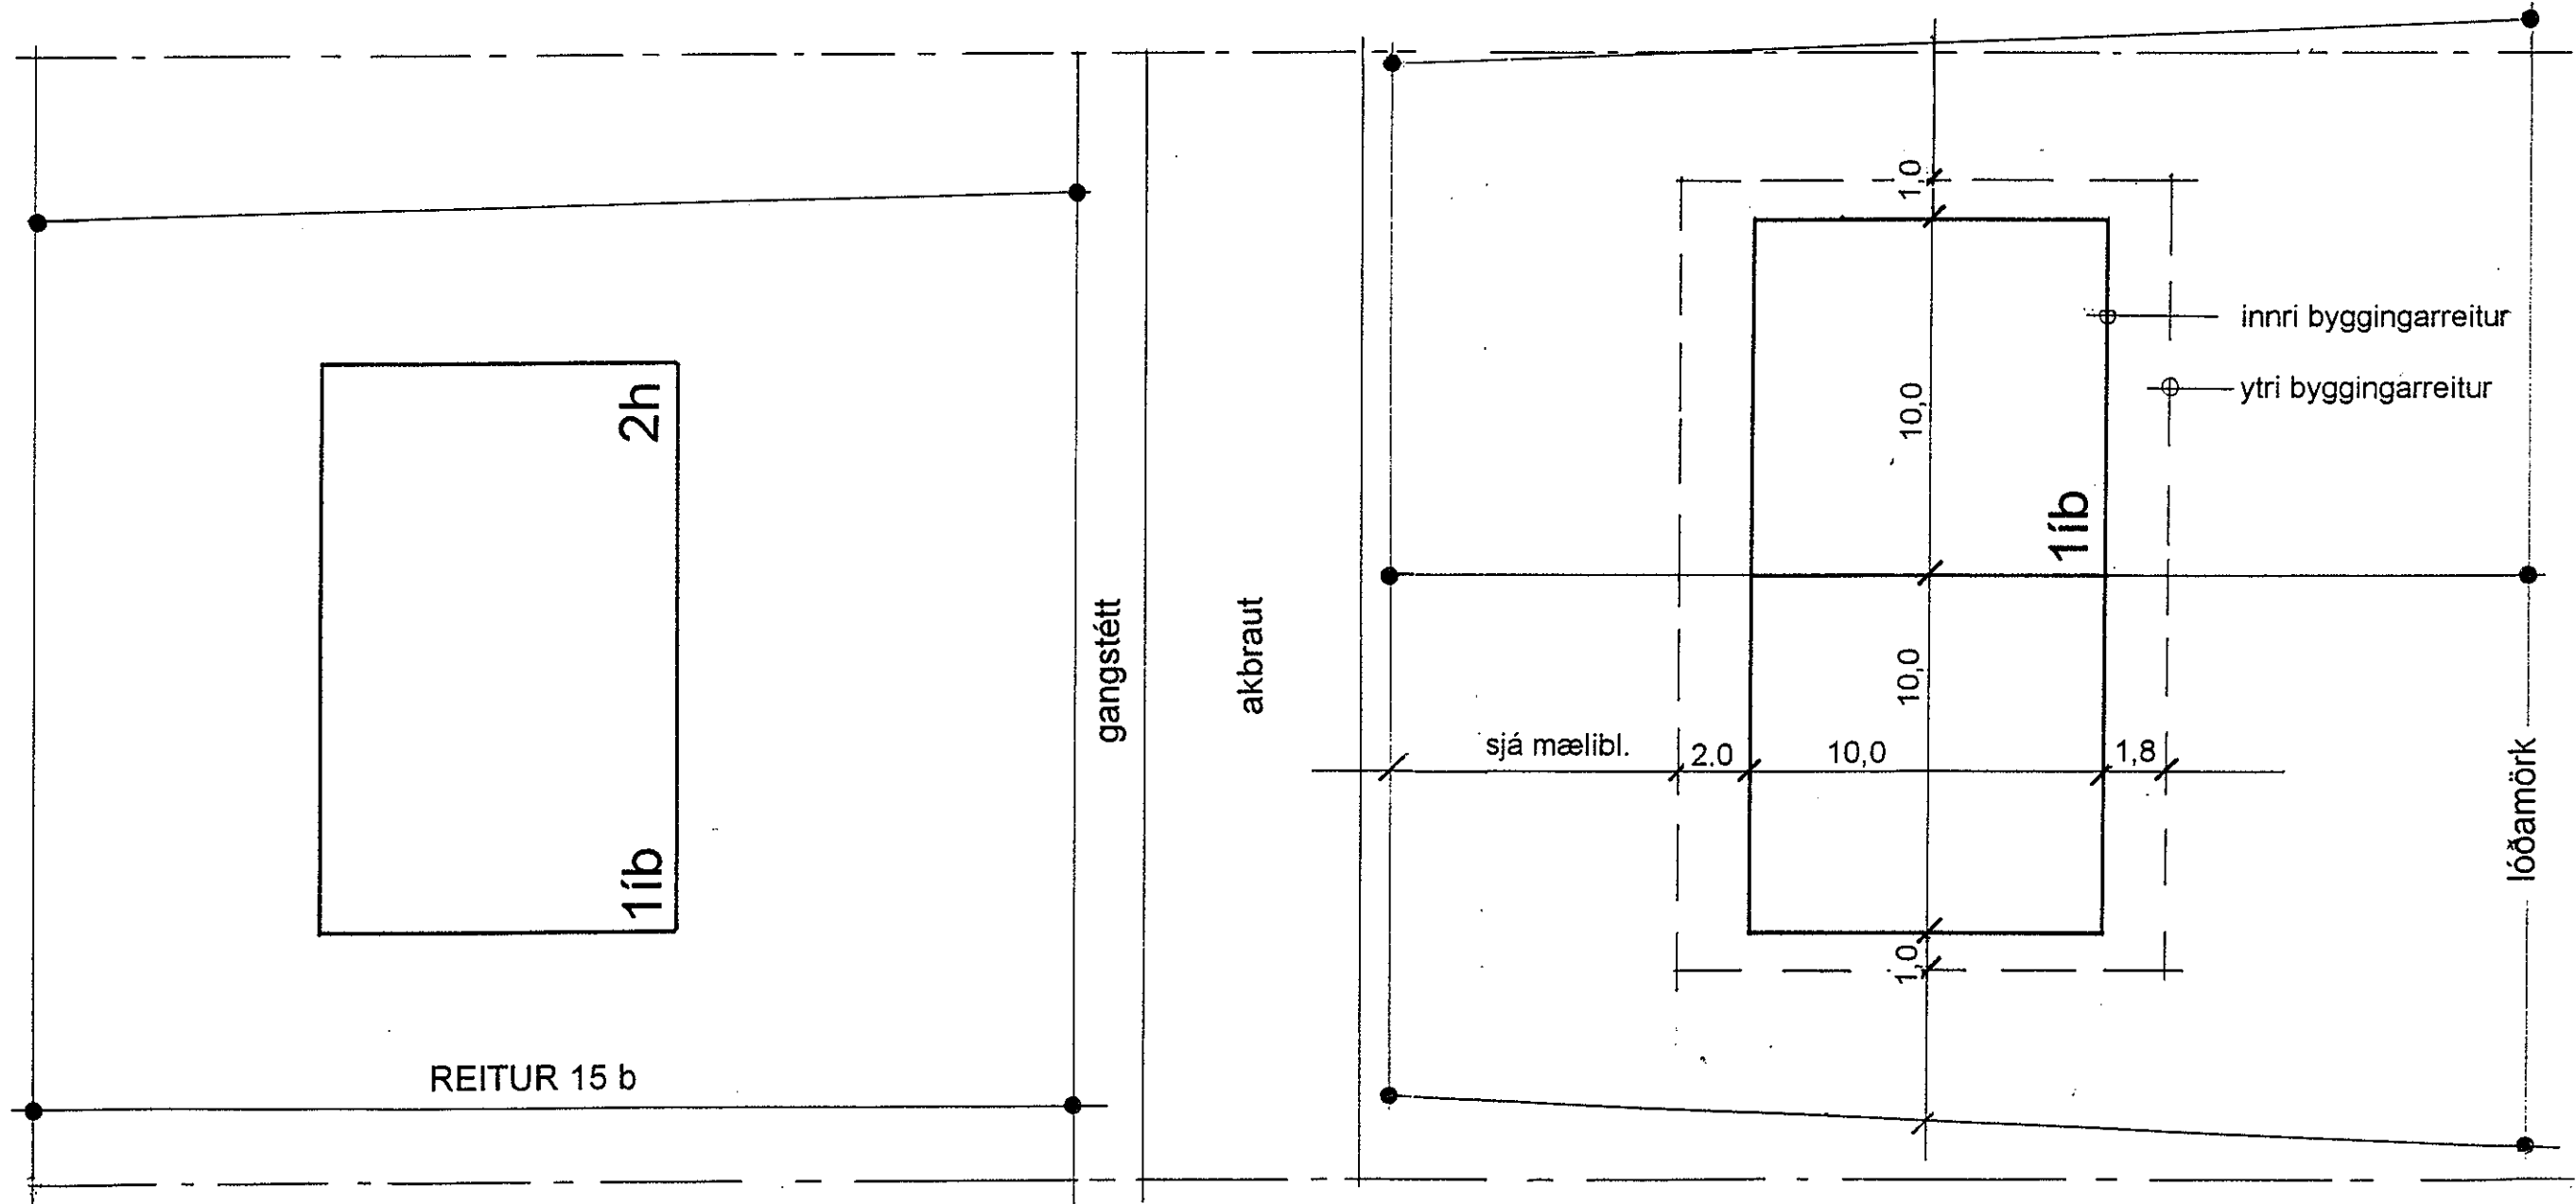 2h
1íb
REITUR 15 b
gangstétt
akbraut
1,0
10,0
1íb
10,0
sjá mælibl.
2.0
10,0
1,8
1,0
innri byggingarreitur
ytri byggingarreitur
lóðamörk